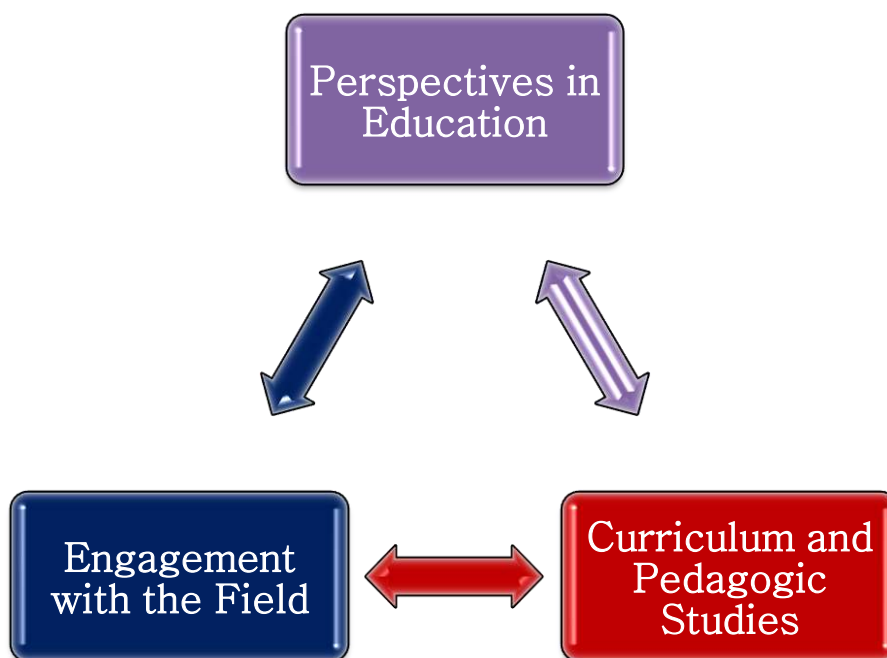 Perspectives in
Education
Engagement
with the Field
Curriculum and
Pedagogic
Studies